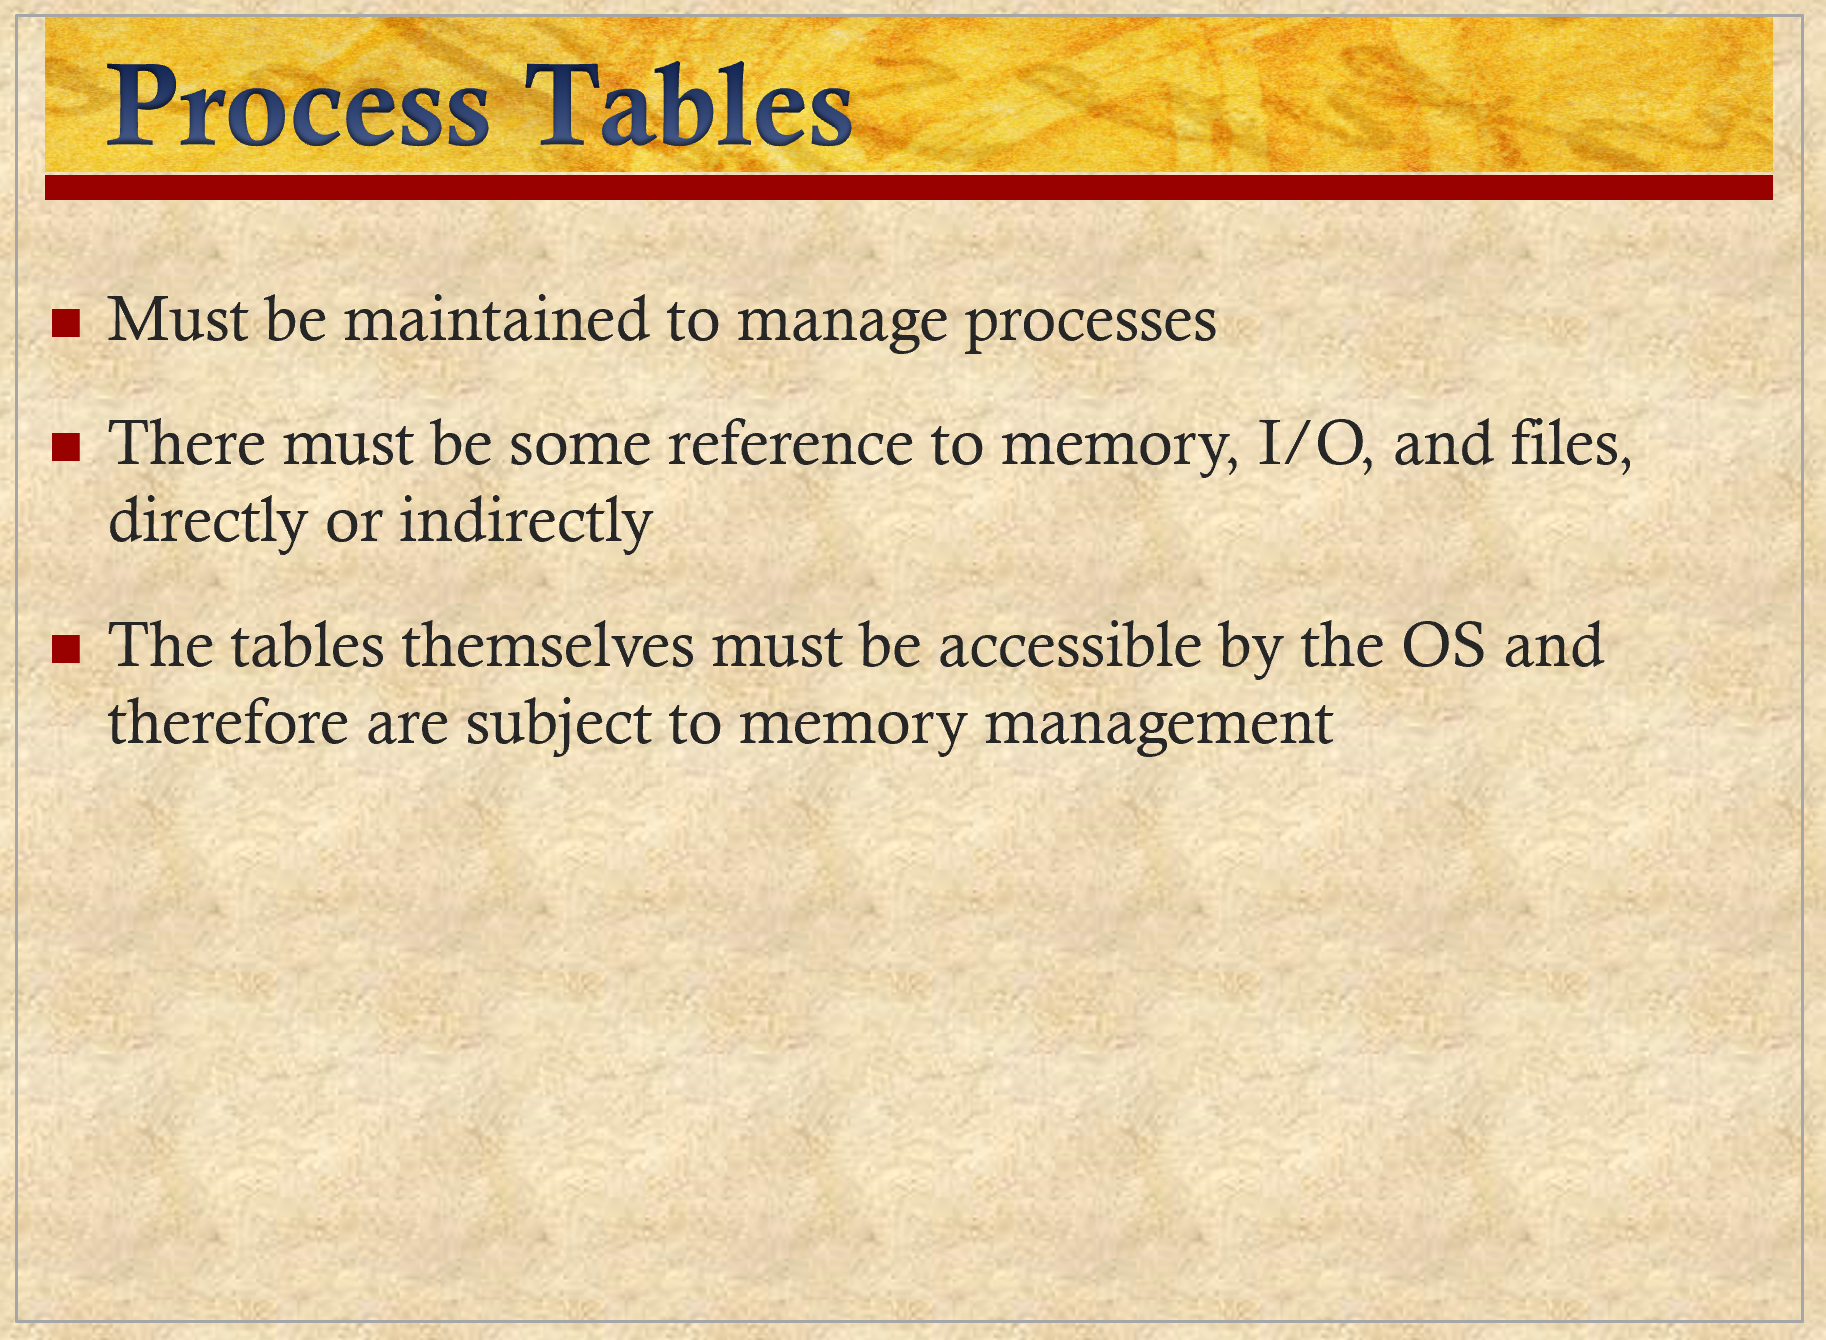 Process Tables
Must be maintained to manage processes
There must be some reference to memory, I/O, and files,
directly or indirectly
The tables themselves must be accessible by the OS and
therefore are subject to memory management